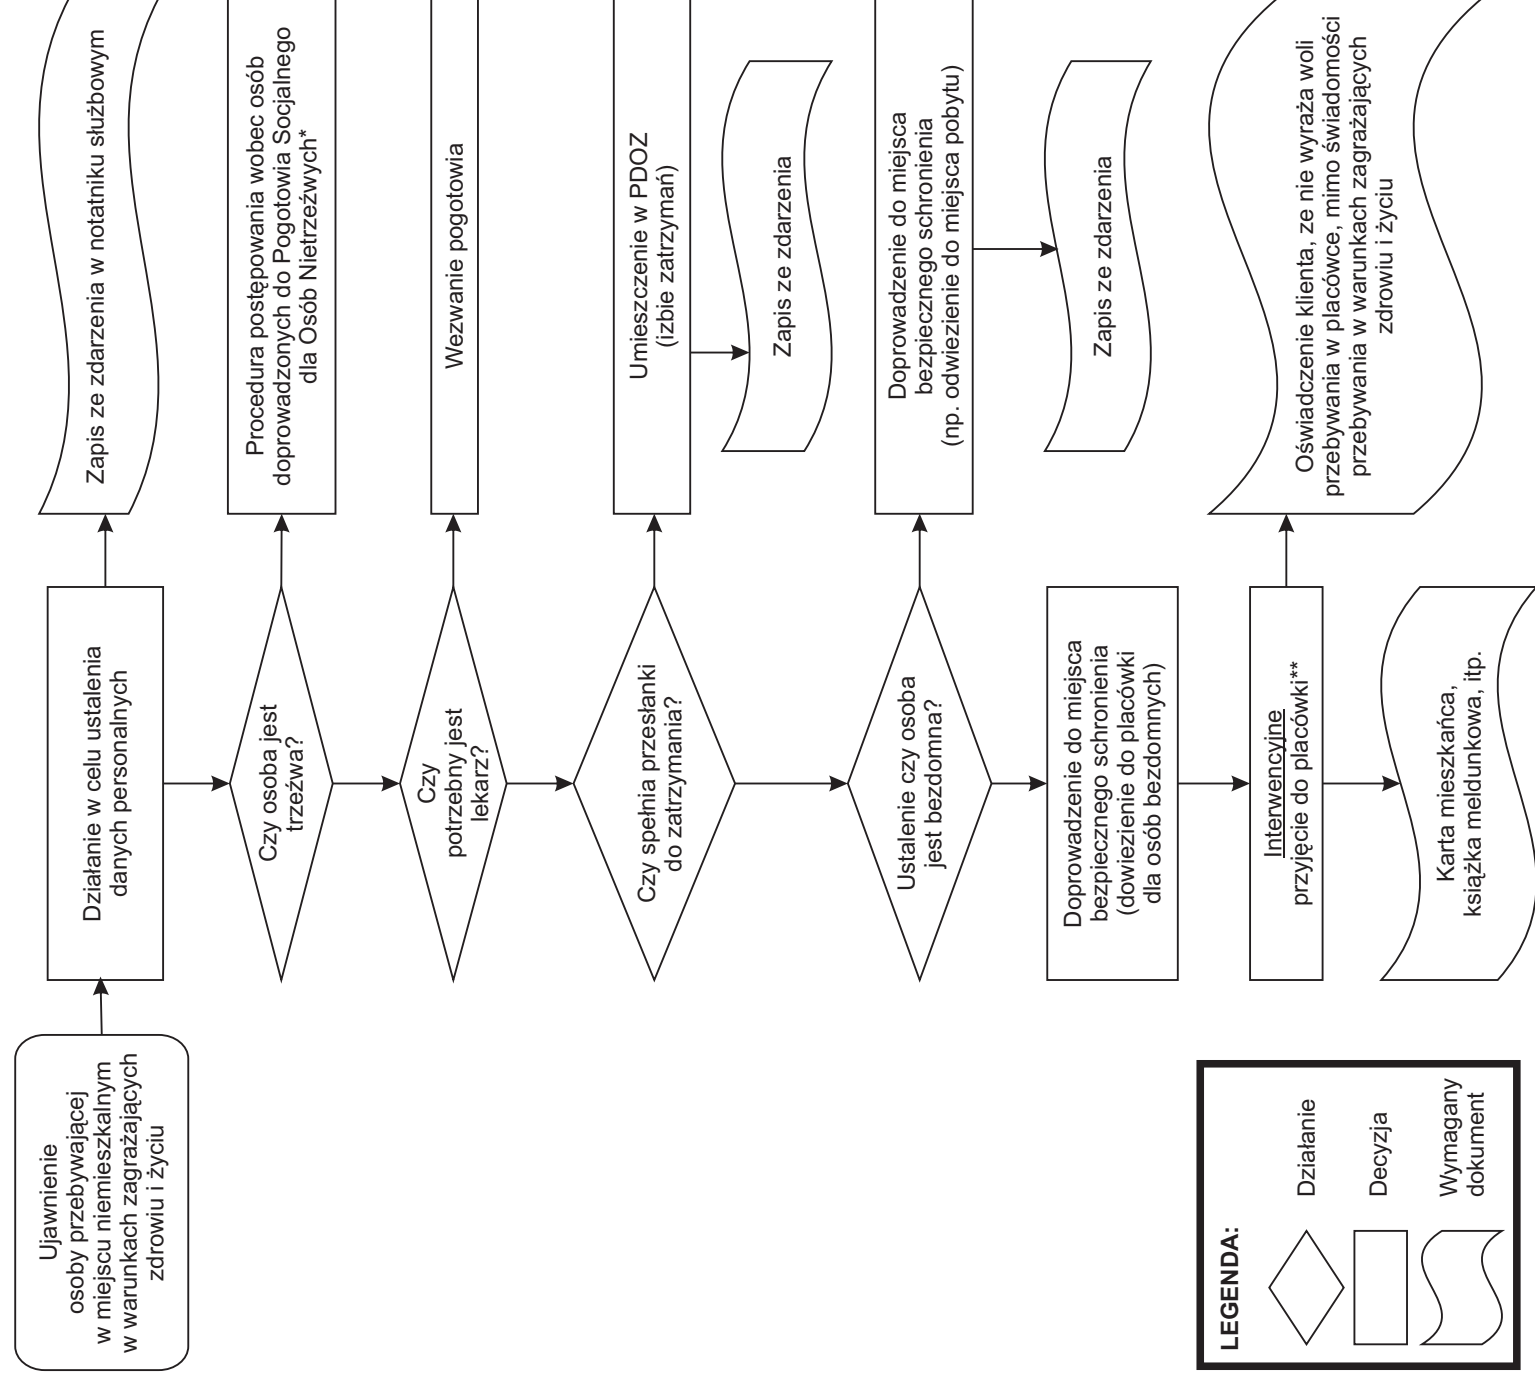 Ujawnienie
osoby przebywającej
w miejscu niemieszkalnym
w warunkach zagrażających
zdrowiu i życiu
Działanie w celu ustalenia
danych personalnych
Zapis ze zdarzenia w notatniku służbowym
Czy osoba jest
trzeźwa?
Procedura postępowania wobec osób
doprowadzonych do Pogotowia Socjalnego
dla Osób Nietrzeźwych*
Czy
potrzebny jest
lekarz?
Wezwanie pogotowia
Czy spełnia przesłanki
do zatrzymania?
Umieszczenie w PDOZ
(izbie zatrzymań)
Zapis ze zdarzenia
Ustalenie czy osoba
jest bezdomna?
Doprowadzenie do miejsca
bezpiecznego schronienia
(np. odwiezienie do miejsca pobytu)
Zapis ze zdarzenia
Doprowadzenie do miejsca
bezpiecznego schronienia
(dowiezienie do placówki
dla osób bezdomnych)
Interwencyjne
przyjęcie do placówki**
Oświadczenie klienta, ze nie wyraża woli
przebywania w placówce, mimo świadomości
przebywania w warunkach zagrażających
zdrowiu i życiu
Karta mieszkańca,
książka meldunkowa, itp.
LEGENDA:
Działanie
Decyzja
Wymagany
dokument